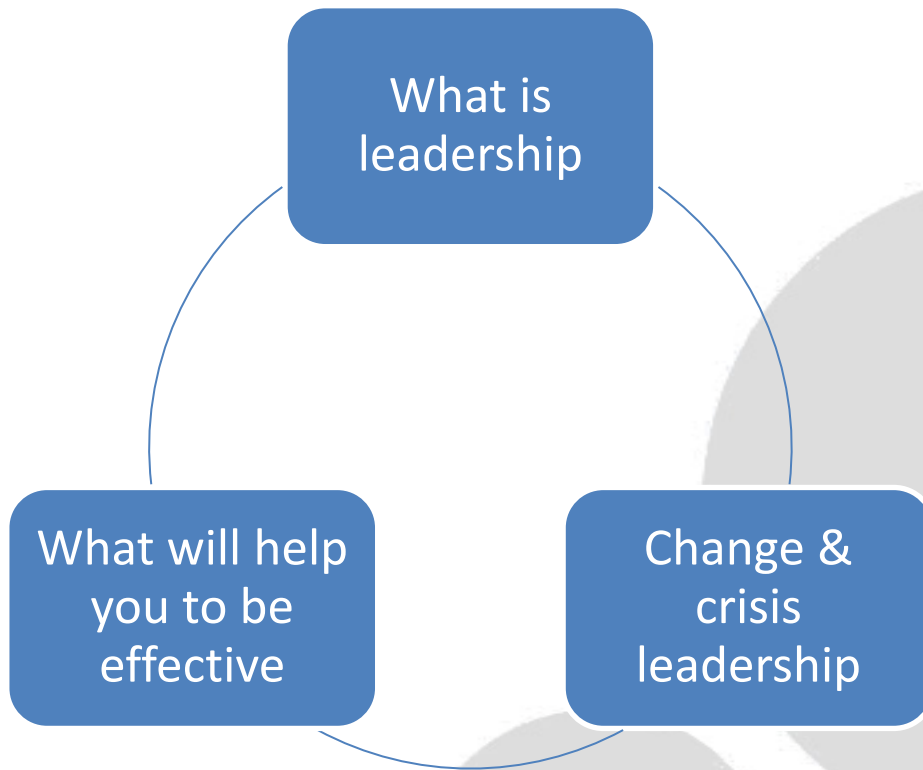 What is
leadership
What will help
you to be
effective
Change &
crisis
leadership